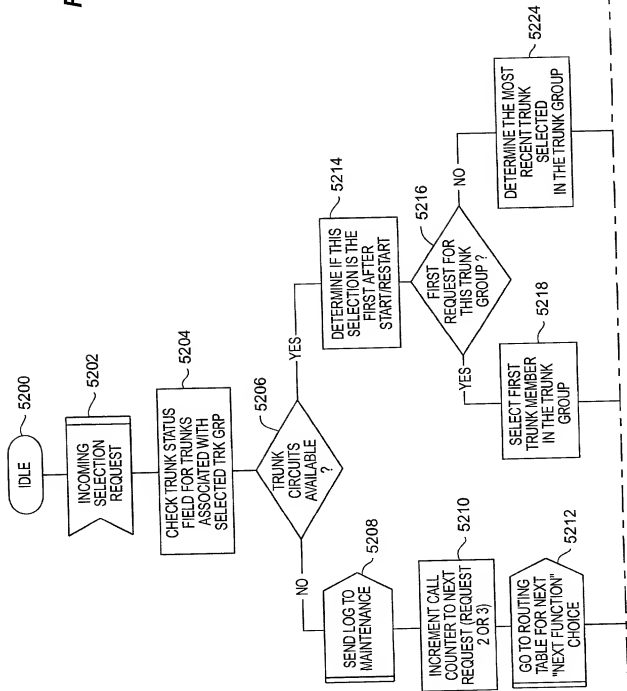 5200
IDLE
5202
INCOMING
SELECTION
REQUEST
5204
CHECK TRUNK STATUS
FIELD FOR TRUNKS
ASSOCIATED WITH
SELECTED TRK GRP
5206
TRUNK
CIRCUITS
AVAILABLE
?
NO
YES
5208
SEND LOG TO
MAINTENANCE
5210
INCREMENT CALL
COUNTER TO NEXT
REQUEST (REQUEST
2 OR 3)
5212
GO TO ROUTING
TABLE FOR NEXT
"NEXT FUNCTION"
CHOICE
5214
DETERMINE IF THIS
SELECTION IS THE
FIRST AFTER
START/RESTART
5216
FIRST
REQUEST FOR
THIS TRUNK
GROUP ?
YES
NO
5218
SELECT FIRST
TRUNK MEMBER
IN THE TRUNK
GROUP
5224
DETERMINE THE MOST
RECENT TRUNK
SELECTED
IN THE TRUNK GROUP